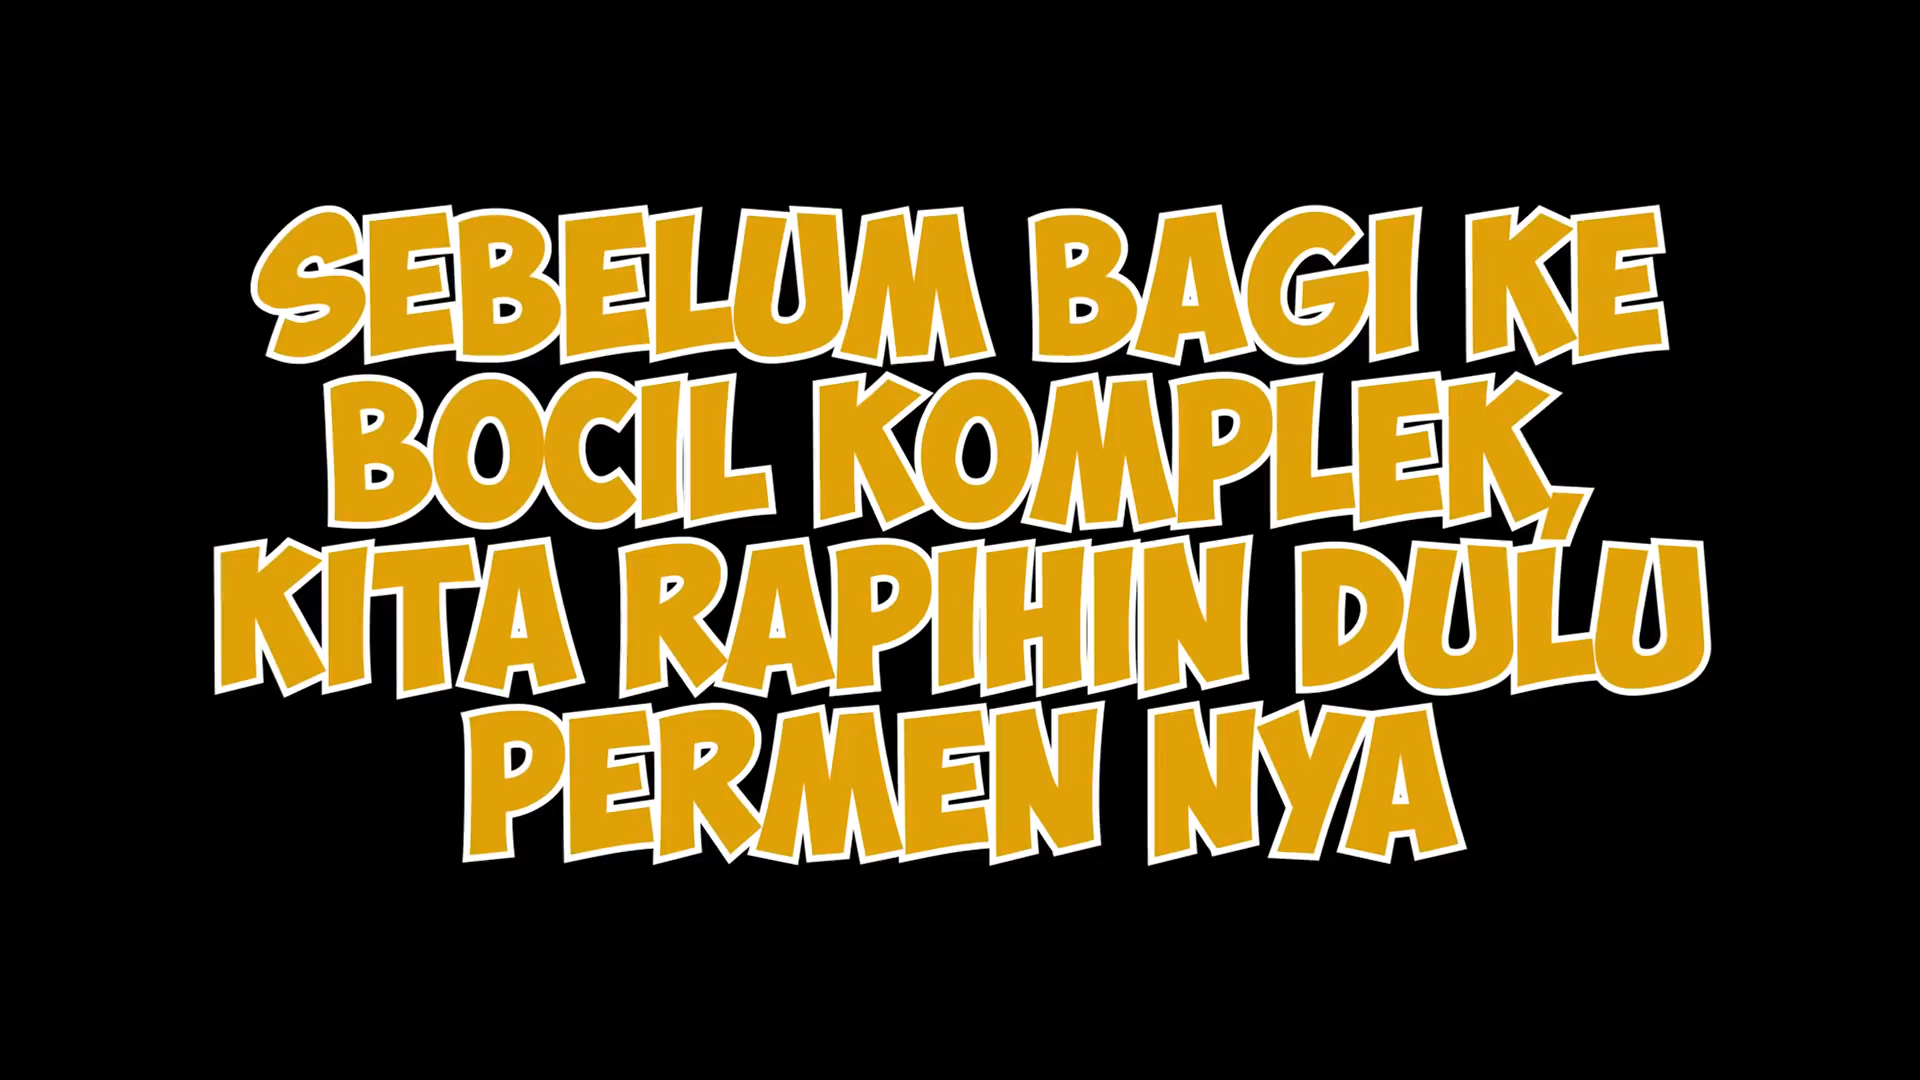 SEBELUM BAGI KE
BOCIL KOMPLEK,
KITA RAPIHIN DULU
PERMEN NYA